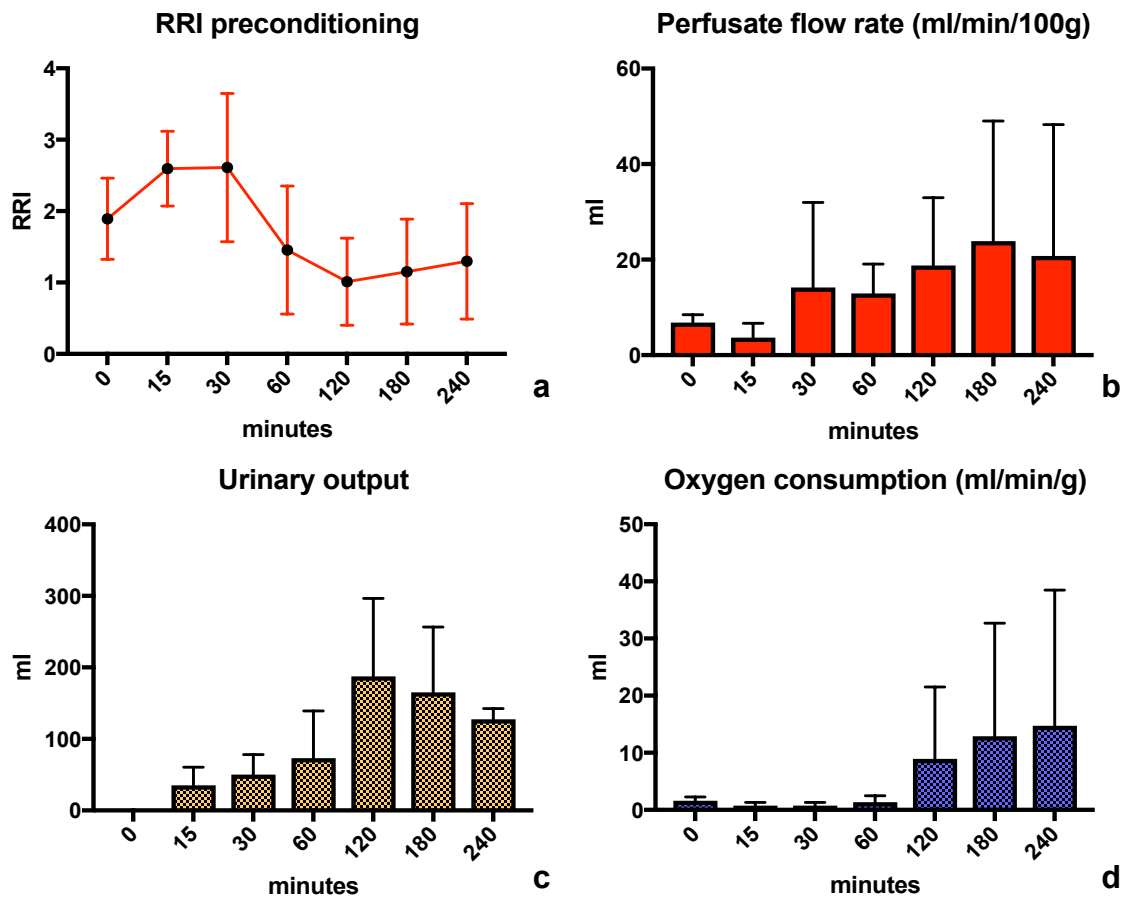 RRI preconditioning
4
3
2
1
0
RRI
0 15 30 60 120 180 240
minutes
a
Perfusate flow rate (ml/min/100g)
60
40
20
0
ml
0 15 30 60 120 180 240
minutes
b
Urinary output
400
300
200
100
0
ml
0 15 30 60 120 180 240
minutes
c
Oxygen consumption (ml/min/g)
50
40
30
20
10
0
ml
0 15 30 60 120 180 240
minutes
d